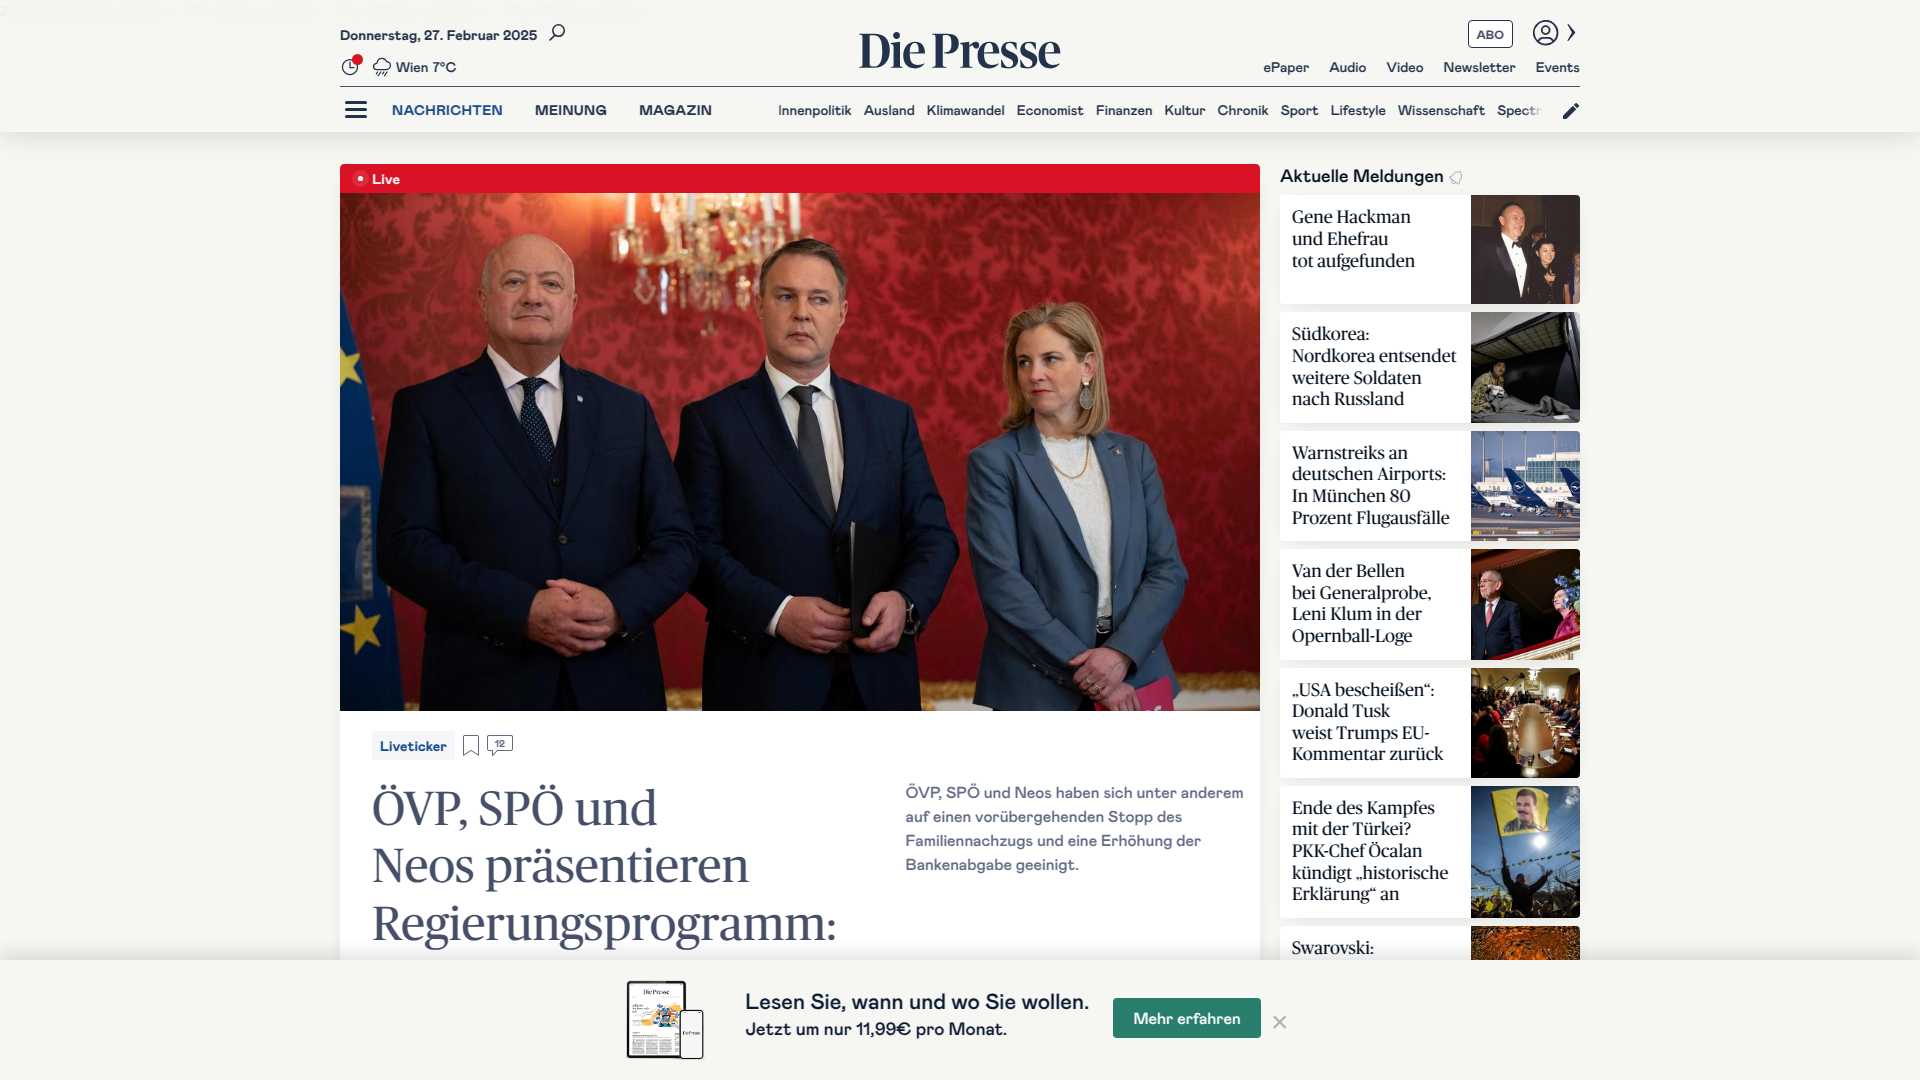 Donnerstag, 27. Februar 2025
Die Presse
ABO
Wien 7°C
ePaper Audio Video Newsletter Events
NACHRICHTEN MEINUNG MAGAZIN
Innenpolitik Ausland Klimawandel Economist Finanzen Kultur Chronik Sport Lifestyle Wissenschaft Spectr
Live
Liveticker
12
ÖVP, SPÖ und
Neos präsentieren
Regierungsprogramm:
ÖVP, SPÖ und Neos haben sich unter anderem
auf einen vorübergehenden Stopp des
Familiennachzugs und eine Erhöhung der
Bankenabgabe geeinigt.
Aktuelle Meldungen
Gene Hackman
und Ehefrau
tot aufgefunden
Südkorea:
Nordkorea entsendet
weitere Soldaten
nach Russland
Warnstreiks an
deutschen Airports:
In München 80
Prozent Flugausfälle
Van der Bellen
bei Generalprobe,
Leni Klum in der
Opernball-Loge
„USA bescheißen“:
Donald Tusk
weist Trumps EU-
Kommentar zurück
Ende des Kampfes
mit der Türkei?
PKK-Chef Öcalan
kündigt „historische
Erklärung“ an
Swarovski:
Die Presse
Die Presse
Lesen Sie, wann und wo Sie wollen.
Jetzt um nur 11,99€ pro Monat.
Mehr erfahren